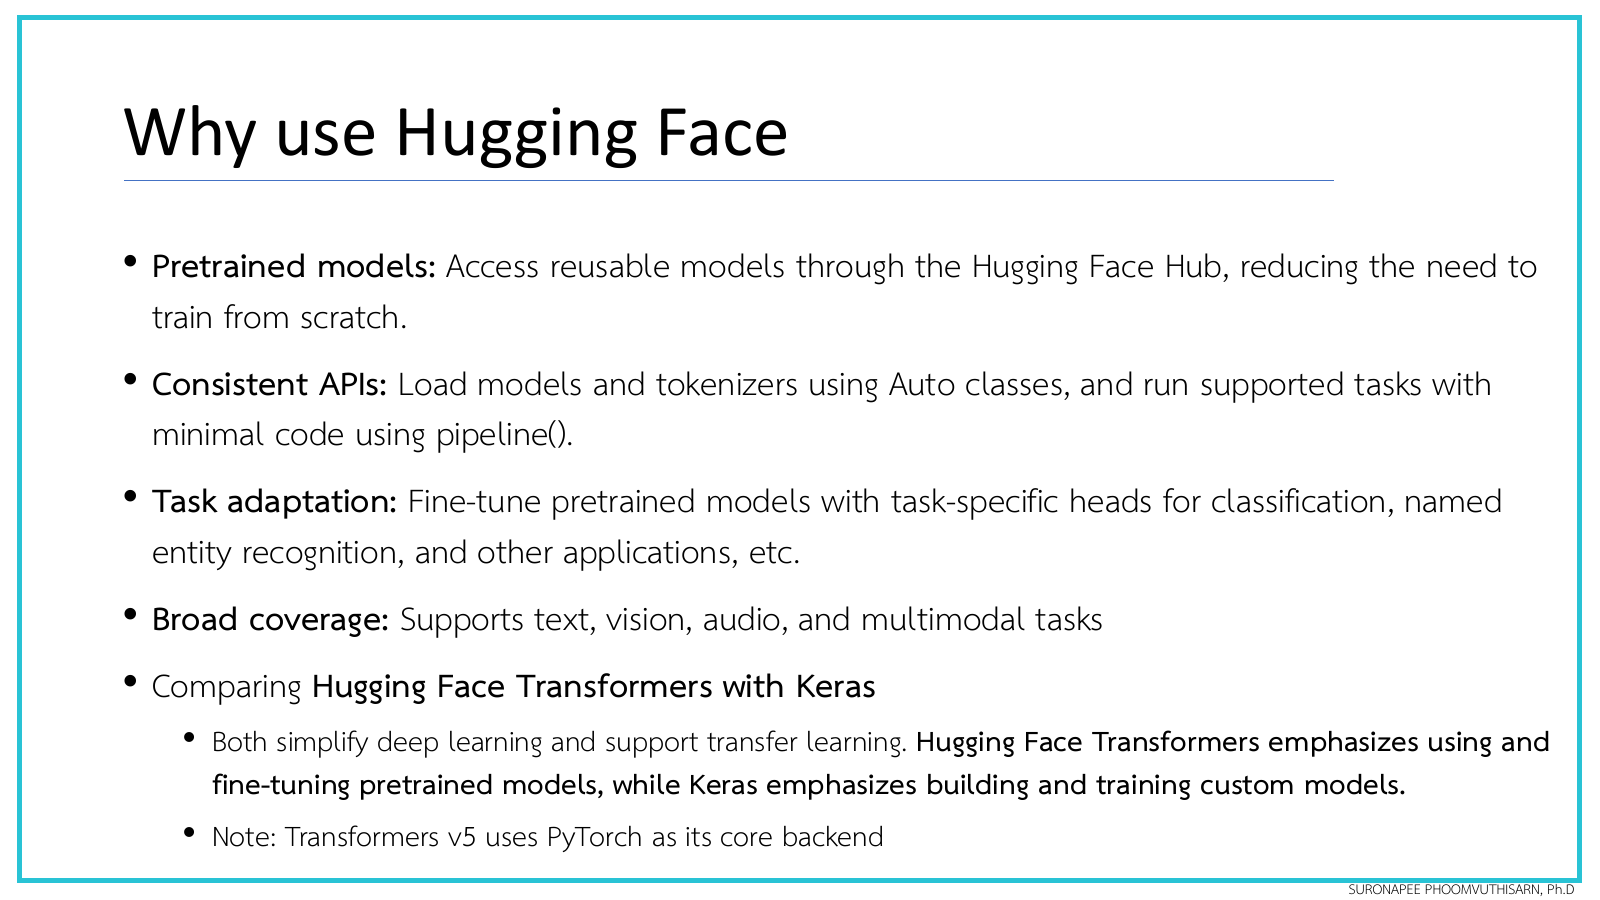 Why use Hugging Face
• Pretrained models: Access reusable models through the Hugging Face Hub, reducing the need to
train from scratch.
• Consistent APIs: Load models and tokenizers using Auto classes, and run supported tasks with
minimal code using pipeline().
• Task adaptation: Fine-tune pretrained models with task-specific heads for classification, named
entity recognition, and other applications, etc.
• Broad coverage: Supports text, vision, audio, and multimodal tasks
• Comparing Hugging Face Transformers with Keras
• Both simplify deep learning and support transfer learning. Hugging Face Transformers emphasizes using and
fine-tuning pretrained models, while Keras emphasizes building and training custom models.
• Note: Transformers v5 uses PyTorch as its core backend
SURONAPEE PHOOMVUTHISARN, Ph.D